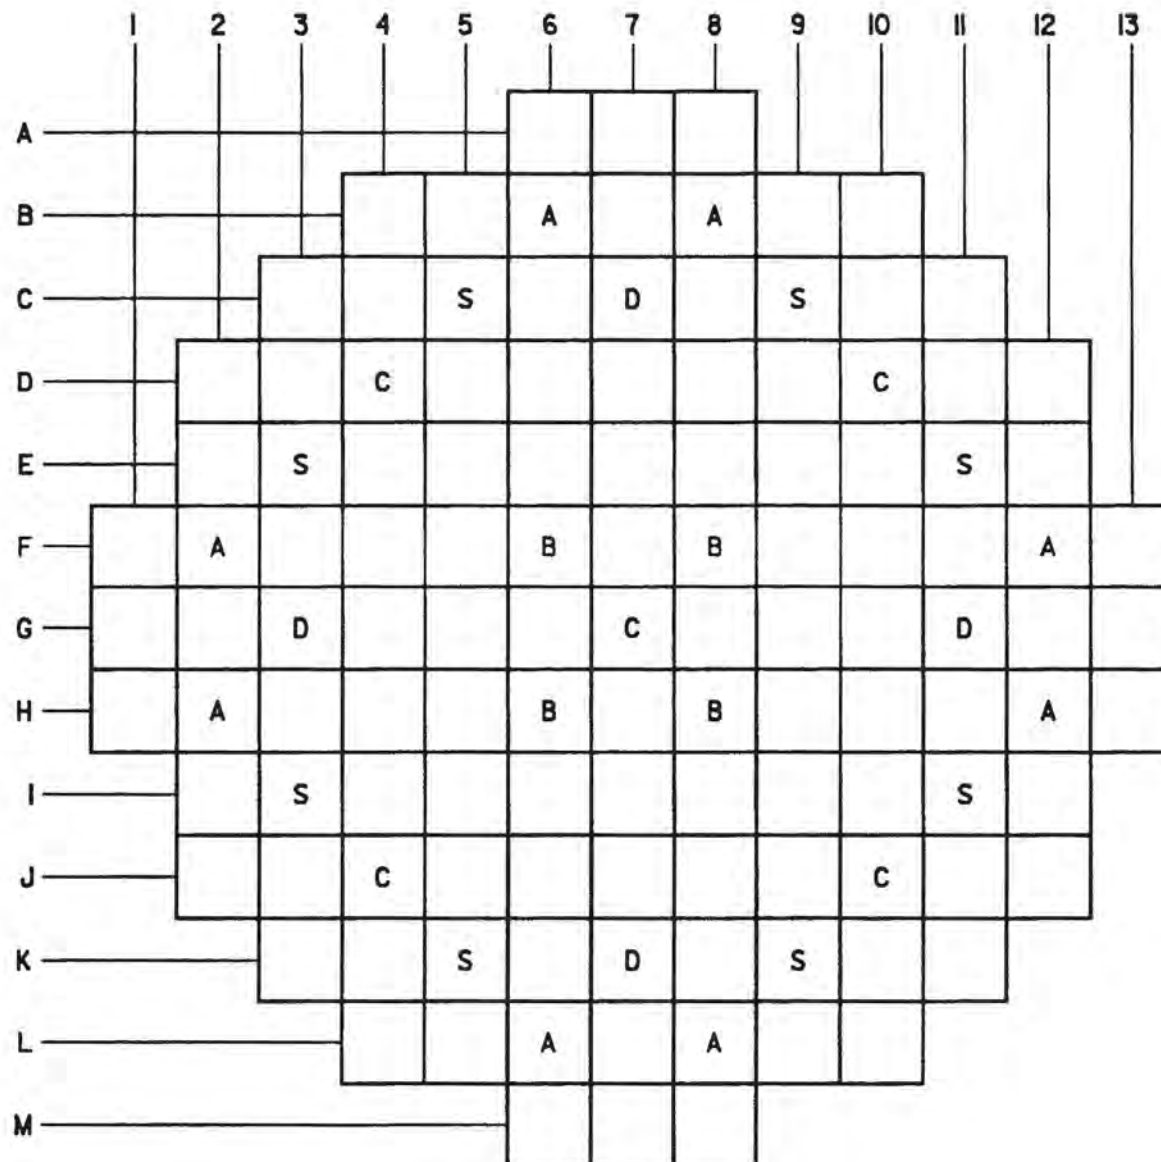 1 2 3 4 5 6 7 8 9 10 11 12 13
A
B A A
C S D S
D C C
E S S
F A B B A
G D C D
H A B B A
I S S
J C C
K S D S
L A A
M